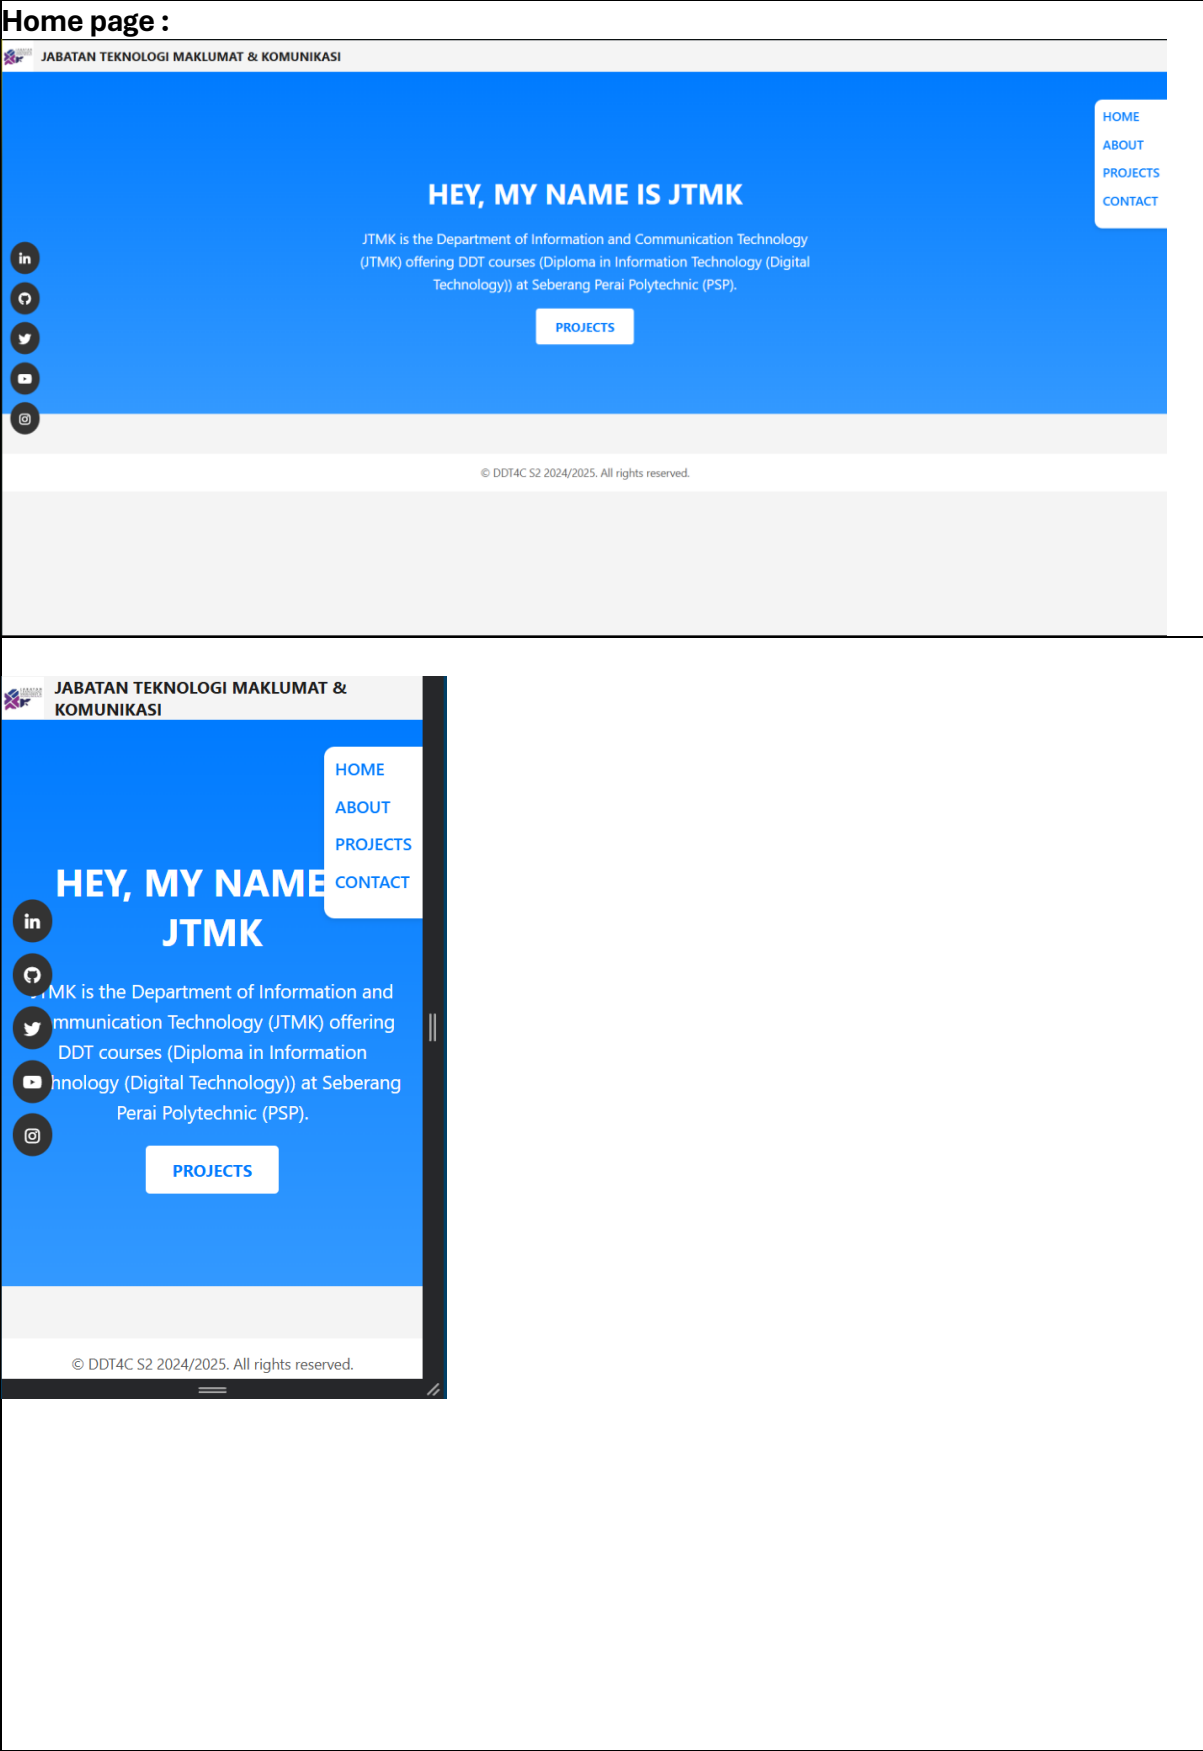 Home page :
JABATAN TEKNOLOGI MAKLUMAT & KOMUNIKASI
HOME
ABOUT
PROJECTS
CONTACT
HEY, MY NAME IS JTMK
JTMK is the Department of Information and Communication Technology
(JTMK) offering DDT courses (Diploma in Information Technology (Digital
Technology)) at Seberang Perai Polytechnic (PSP).
PROJECTS
in
© DDT4C S2 2024/2025. All rights reserved.
JABATAN TEKNOLOGI MAKLUMAT &
KOMUNIKASI
HOME
ABOUT
PROJECTS
CONTACT
HEY, MY NAME
JTMK
in
MK is the Department of Information and
mmunication Technology (JTMK) offering
DDT courses (Diploma in Information
hnology (Digital Technology)) at Seberang
Perai Polytechnic (PSP).
PROJECTS
© DDT4C S2 2024/2025. All rights reserved.